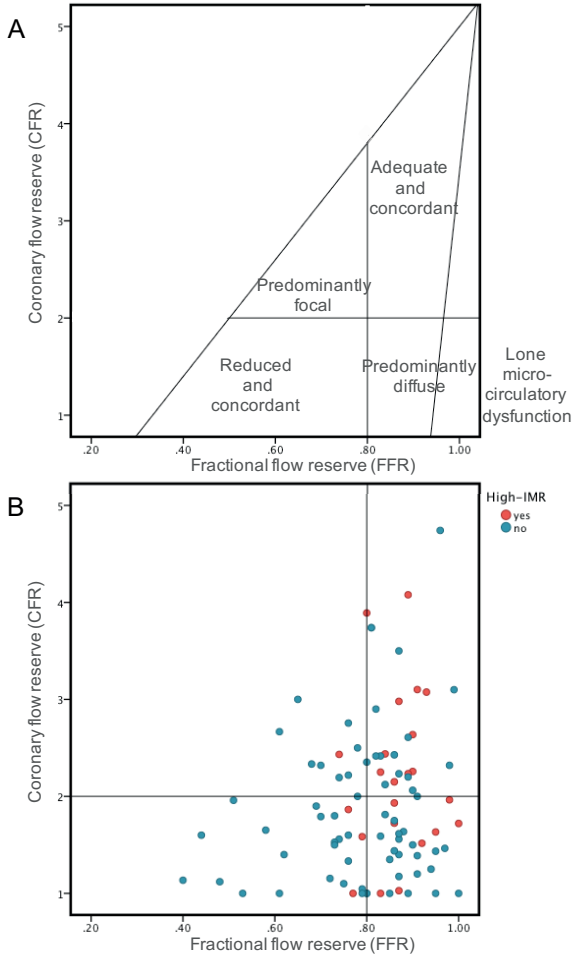 A
Coronary flow reserve (CFR)
5
4
3
2
1
Adequate
and
concordant
Predominantly
focal
Reduced
and
concordant
Predominantly
diffuse
Lone
micro-
circulatory
dysfunction
.20
.40
.60
.80
1.00
Fractional flow reserve (FFR)
B
High-IMR
yes
no
Coronary flow reserve (CFR)
5
4
3
2
1
.20
.40
.60
.80
1.00
Fractional flow reserve (FFR)